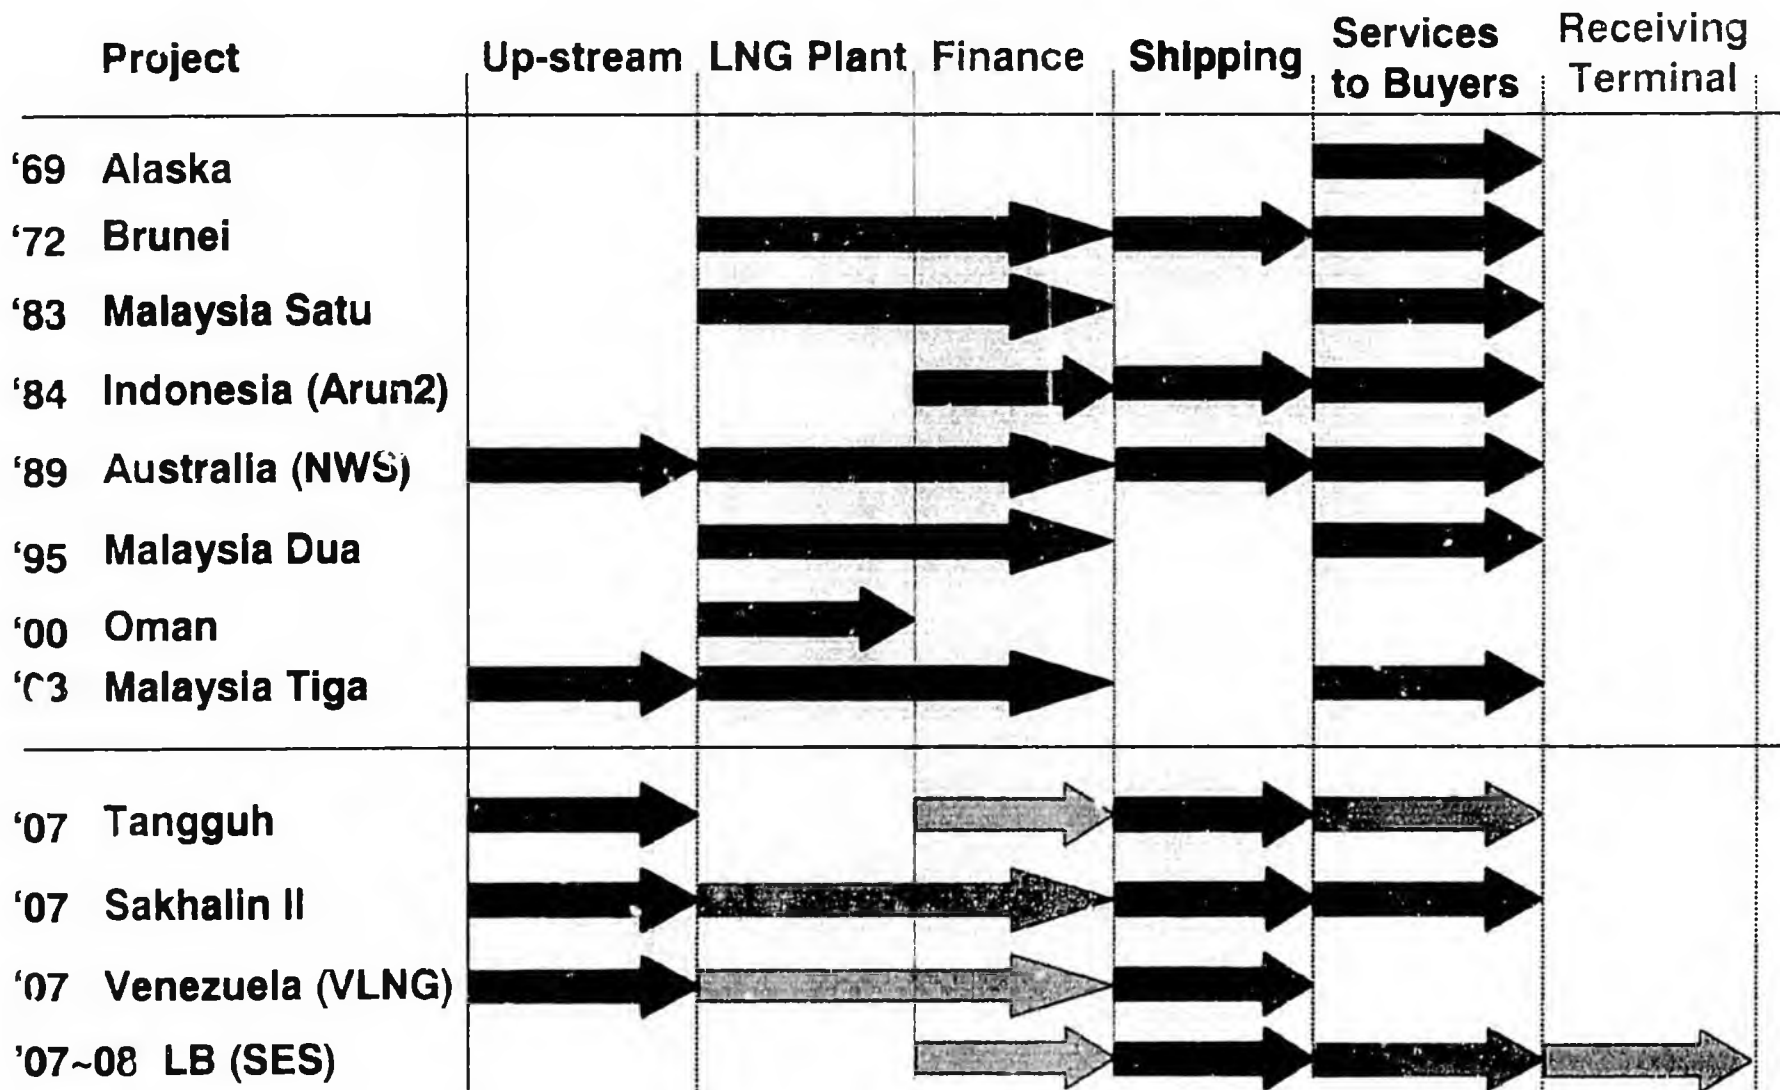 Project Up-stream LNG Plant Finance Shipping Services to Buyers Receiving Terminal
‘69 Alaska
‘72 Brunei
‘83 Malaysia Satu
‘84 Indonesia (Arun2)
‘89 Australia (NWS)
‘95 Malaysia Dua
‘00 Oman
‘03 Malaysia Tiga
‘07 Tangguh
‘07 Sakhalin II
‘07 Venezuela (VLNG)
’07~08 LB (SES)